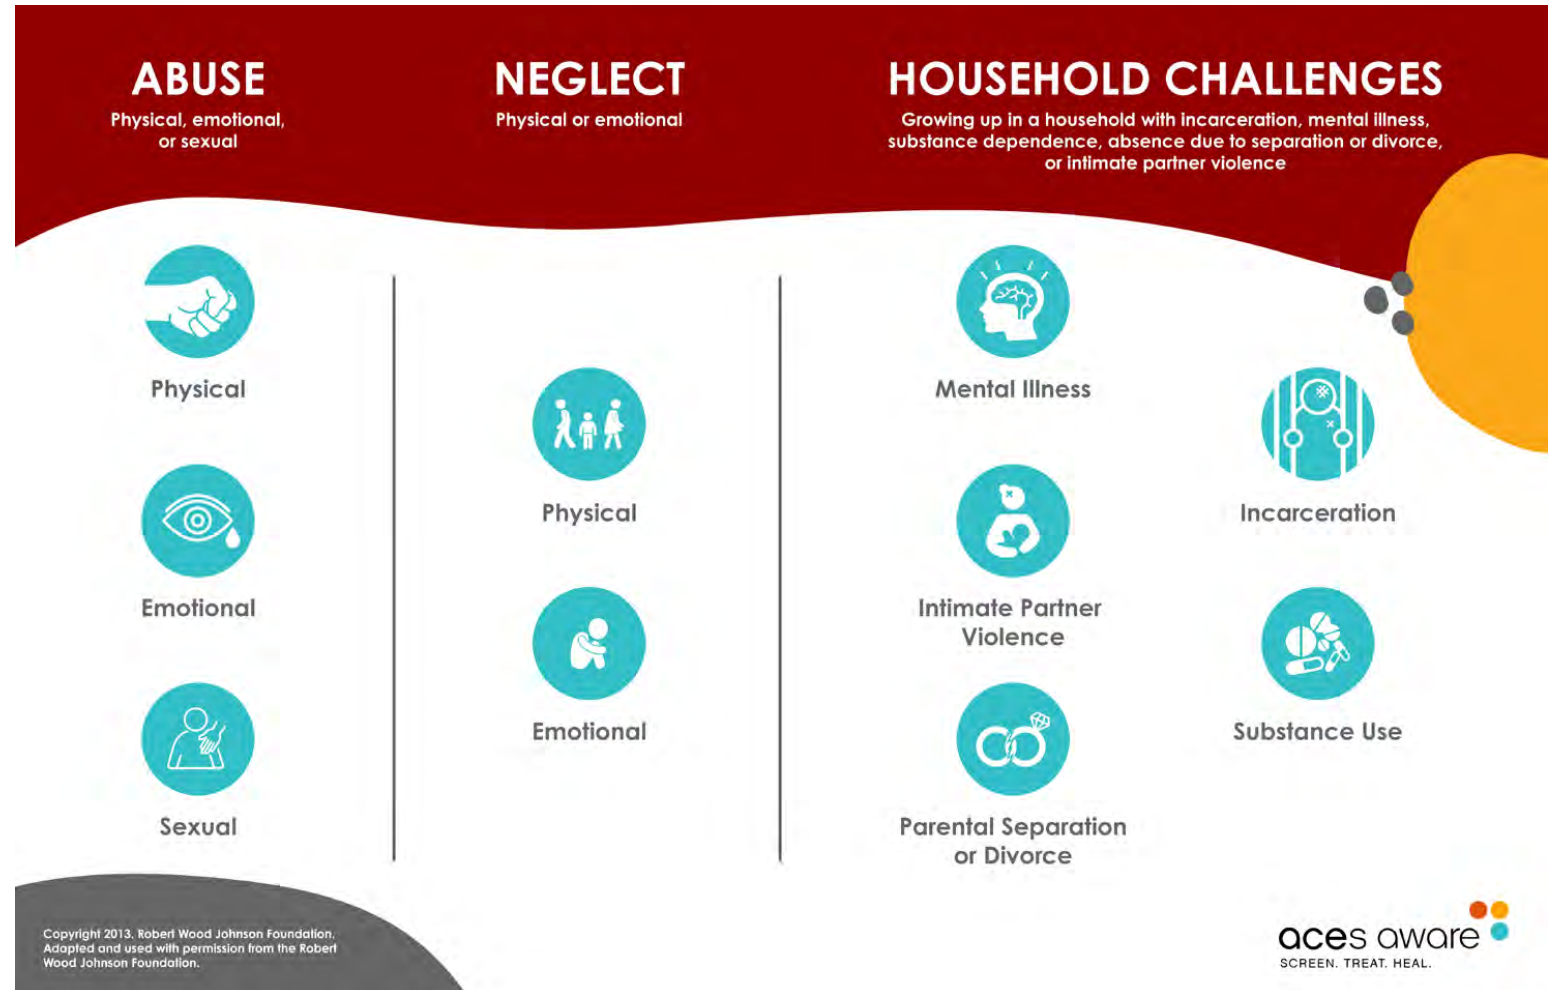 ABUSE
Physical, emotional,
or sexual
NEGLECT
Physical or emotional
HOUSEHOLD CHALLENGES
Growing up in a household with incarceration, mental illness,
substance dependence, absence due to separation or divorce,
or intimate partner violence
Physical
Emotional
Sexual
Physical
Emotional
Mental Illness
Intimate Partner
Violence
Parental Separation
or Divorce
Incarceration
Substance Use
Copyright 2013. Robert Wood Johnson Foundation.
Adapted and used with permission from the Robert
Wood Johnson Foundation.
aces aware
SCREEN. TREAT. HEAL.